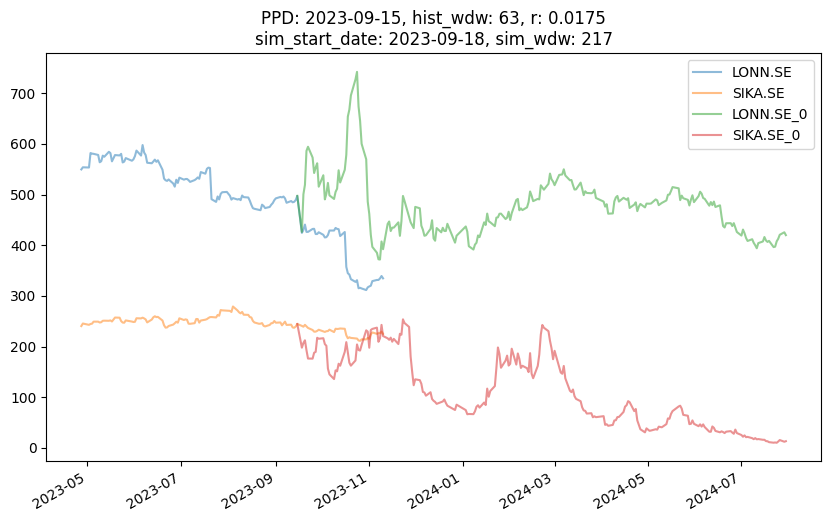 PPD: 2023-09-15, hist_wdw: 63, r: 0.0175
sim_start_date: 2023-09-18, sim_wdw: 217
LONN.SE
SIKA.SE
LONN.SE_0
SIKA.SE_0
700
600
500
400
300
200
100
0
2023-05
2023-07
2023-09
2023-11
2024-01
2024-03
2024-05
2024-07